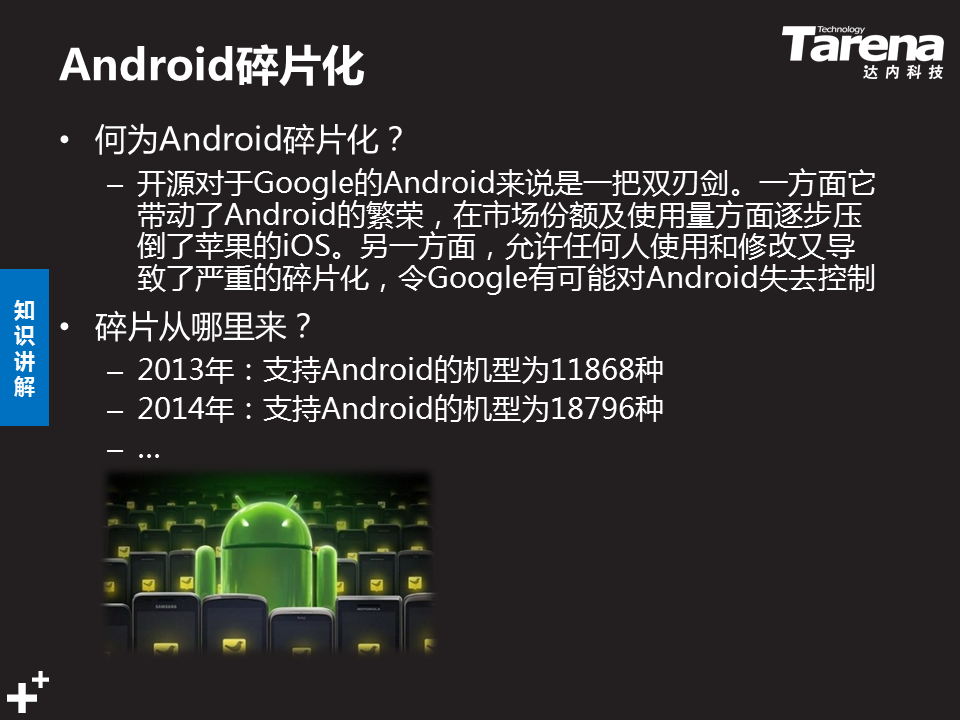 Android碎片化
Technology
Tarena
达内科技
• 何为Android碎片化？
– 开源对于Google的Android来说是一把双刃剑。一方面它
带动了Android的繁荣，在市场份额及使用量方面逐步压
倒了苹果的iOS。另一方面，允许任何人使用和修改又导
致了严重的碎片化，令Google有可能对Android失去控制
知识讲解
• 碎片从哪里来？
– 2013年：支持Android的机型为11868种
– 2014年：支持Android的机型为18796种
– ...
SAMSUNG
MOTOROLA